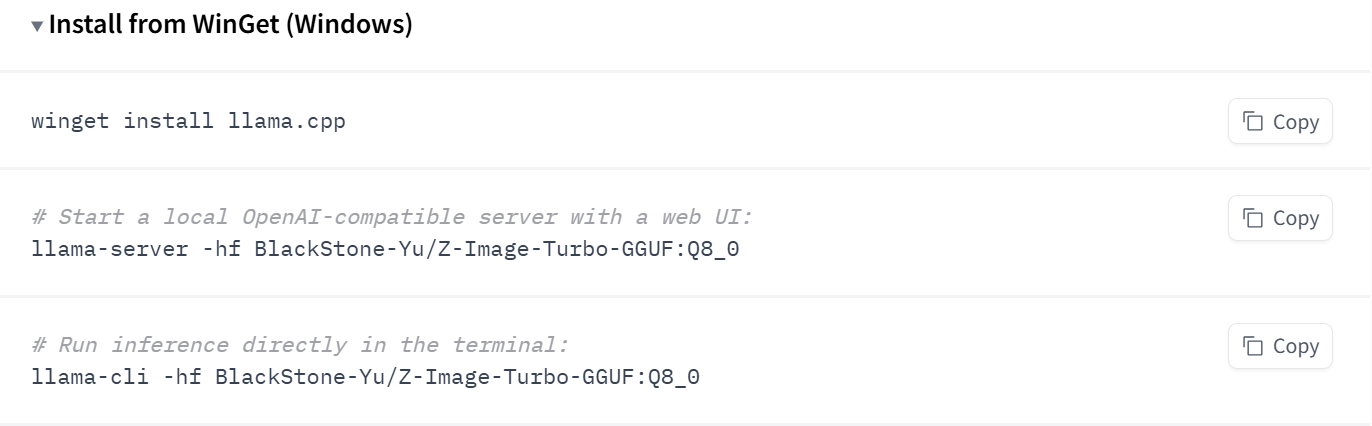 Install from WinGet (Windows)
winget install llama.cpp
Copy
# Start a local OpenAI-compatible server with a web UI:
llama-server -hf BlackStone-Yu/Z-Image-Turbo-GGUF:Q8_0
Copy
# Run inference directly in the terminal:
llama-cli -hf BlackStone-Yu/Z-Image-Turbo-GGUF:Q8_0
Copy